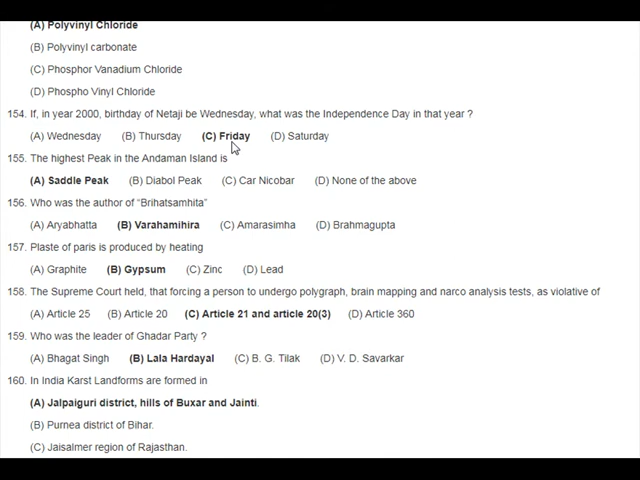 (A) Polyvinyl Chloride
(B) Polyvinyl carbonate
(C) Phosphor Vanadium Chloride
(D) Phospho Vinyl Chloride
154. If, in year 2000, birthday of Netaji be Wednesday, what was the Independence Day in that year ?
(A) Wednesday (B) Thursday (C) Friday (D) Saturday
155. The highest Peak in the Andaman Island is
(A) Saddle Peak (B) Diabol Peak (C) Car Nicobar (D) None of the above
156. Who was the author of “Brihatsamhita”
(A) Aryabhatta (B) Varahamihira (C) Amarasimha (D) Brahmagupta
157. Plaste of paris is produced by heating
(A) Graphite (B) Gypsum (C) Zinc (D) Lead
158. The Supreme Court held, that forcing a person to undergo polygraph, brain mapping and narco analysis tests, as violative of
(A) Article 25 (B) Article 20 (C) Article 21 and article 20(3) (D) Article 360
159. Who was the leader of Ghadar Party ?
(A) Bhagat Singh (B) Lala Hardayal (C) B. G. Tilak (D) V. D. Savarkar
160. In India Karst Landforms are formed in
(A) Jalpaiguri district, hills of Buxar and Jainti.
(B) Purnea district of Bihar.
(C) Jaisalmer region of Rajasthan.